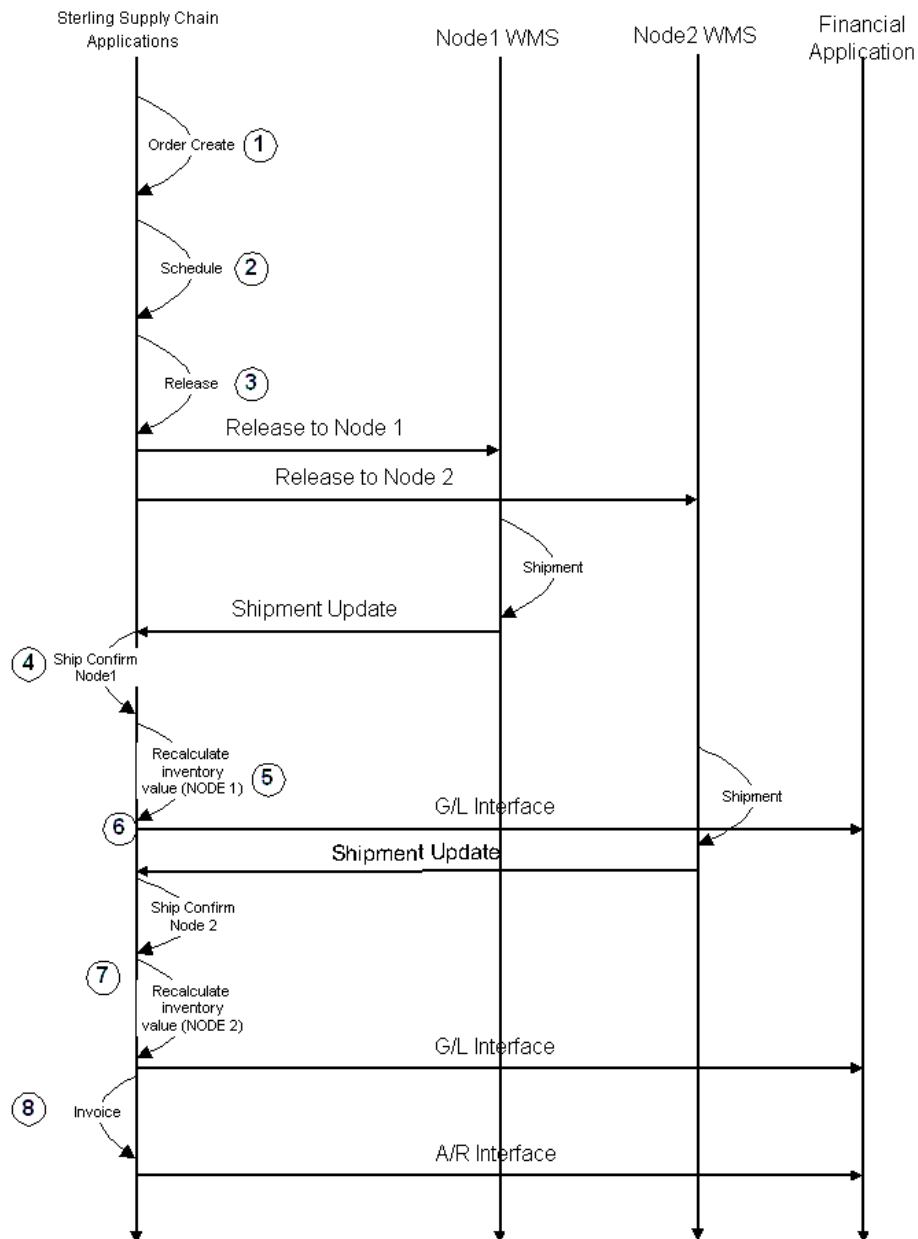 Sterling Supply Chain
Applications
Node1 WMS
Node2 WMS
Financial
Application
Order Create
1
Schedule
2
Release
3
Release to Node 1
Release to Node 2
Shipment
Shipment Update
4
Ship Confirm
Node1
Recalculate
inventory
value (NODE 1)
5
Shipment
G/L Interface
6
Shipment Update
Ship Confirm
Node 2
7
Recalculate
inventory
value (NODE 2)
G/L Interface
8
Invoice
A/R Interface